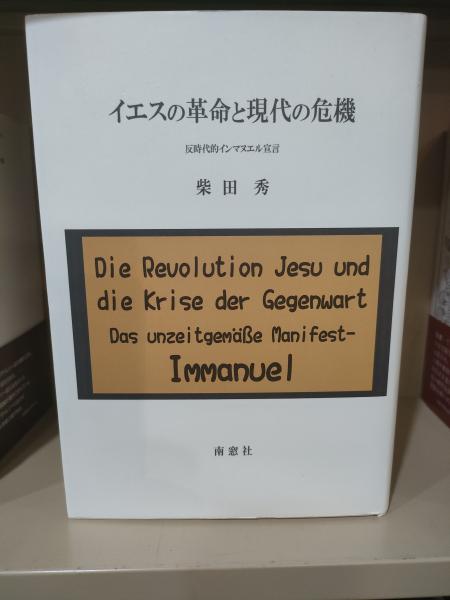 イエスの革命と現代の危機
反時代的インマヌエル宣言
柴田 秀
Die Revolution Jesu und
die Krise der Gegenwart
Das unzeitgemäße Manifest-
Immanuel
南窓社